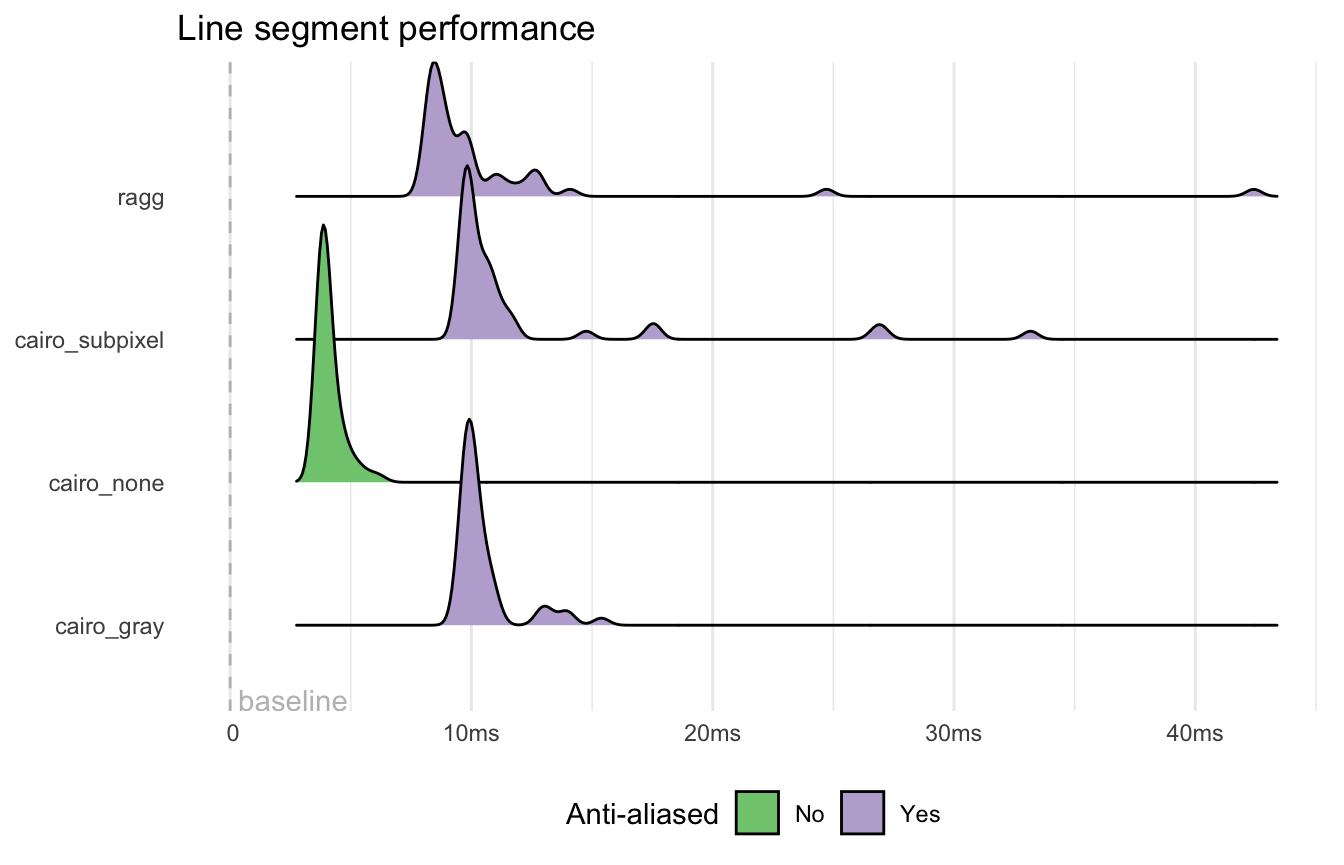 Line segment performance
ragg
cairo_subpixel
cairo_none
cairo_gray
baseline
0 10ms 20ms 30ms 40ms
Anti-aliased No Yes